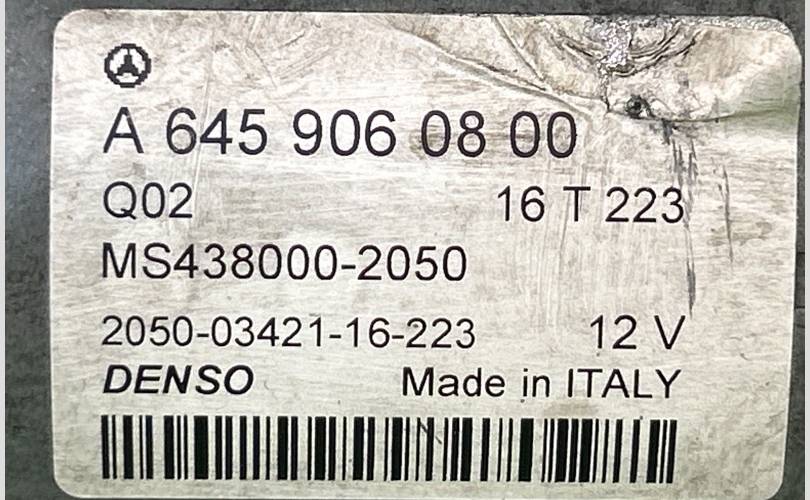 A 645 906 08 00
Q02 16 T 223
MS438000-2050
2050-03421-16-223 12 V
DENSO Made in ITALY